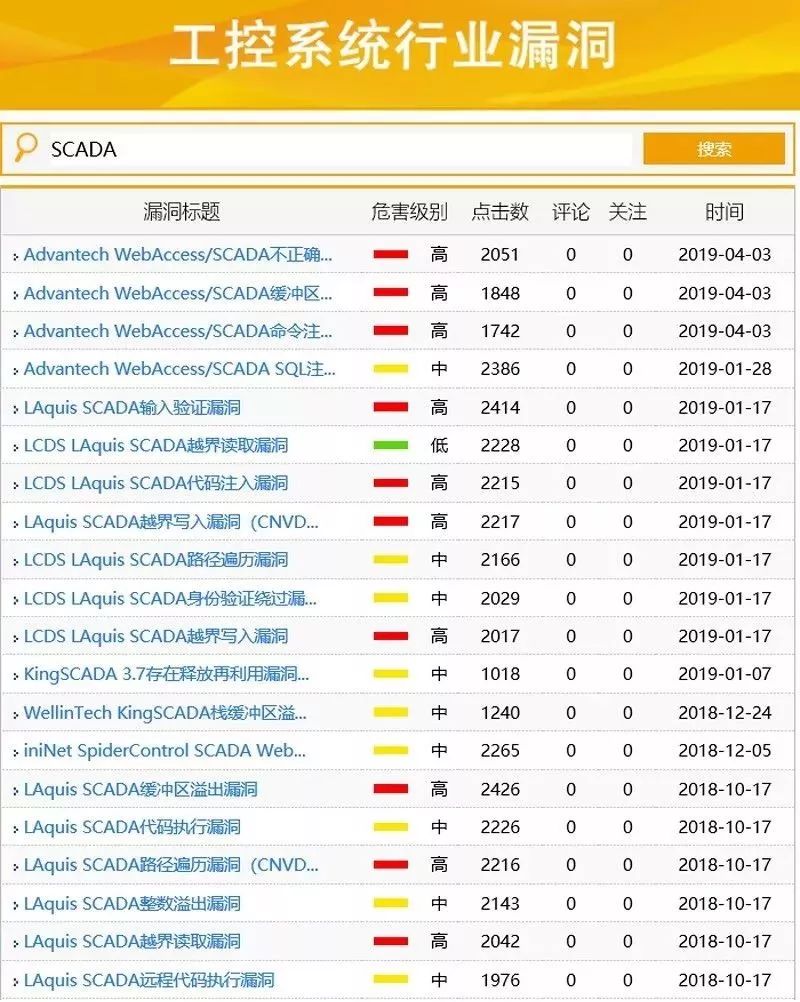 工控系统行业漏洞
SCADA 搜索
漏洞标题 危害级别 点击数 评论 关注 时间
Advantech WebAccess/SCADA不正确... 高 2051 0 0 2019-04-03
Advantech WebAccess/SCADA缓冲区... 高 1848 0 0 2019-04-03
Advantech WebAccess/SCADA命令注... 高 1742 0 0 2019-04-03
Advantech WebAccess/SCADA SQL注... 中 2386 0 0 2019-01-28
LAquis SCADA输入验证漏洞 高 2414 0 0 2019-01-17
LCDS LAquis SCADA越界读取漏洞 低 2228 0 0 2019-01-17
LCDS LAquis SCADA代码注入漏洞 高 2215 0 0 2019-01-17
LAquis SCADA越界写入漏洞（CNVD... 高 2217 0 0 2019-01-17
LCDS LAquis SCADA路径遍历漏洞 中 2166 0 0 2019-01-17
LCDS LAquis SCADA身份验证绕过漏... 中 2029 0 0 2019-01-17
LCDS LAquis SCADA越界写入漏洞 高 2017 0 0 2019-01-17
KingSCADA 3.7存在释放再利用漏洞... 中 1018 0 0 2019-01-07
WellinTech KingSCADA栈缓冲区溢... 中 1240 0 0 2018-12-24
iniNet SpiderControl SCADA Web... 中 2265 0 0 2018-12-05
LAquis SCADA缓冲区溢出漏洞 高 2426 0 0 2018-10-17
LAquis SCADA代码执行漏洞 中 2226 0 0 2018-10-17
LAquis SCADA路径遍历漏洞（CNVD... 高 2216 0 0 2018-10-17
LAquis SCADA整数溢出漏洞 中 2143 0 0 2018-10-17
LAquis SCADA越界读取漏洞 高 2042 0 0 2018-10-17
LAquis SCADA远程代码执行漏洞 中 1976 0 0 2018-10-17